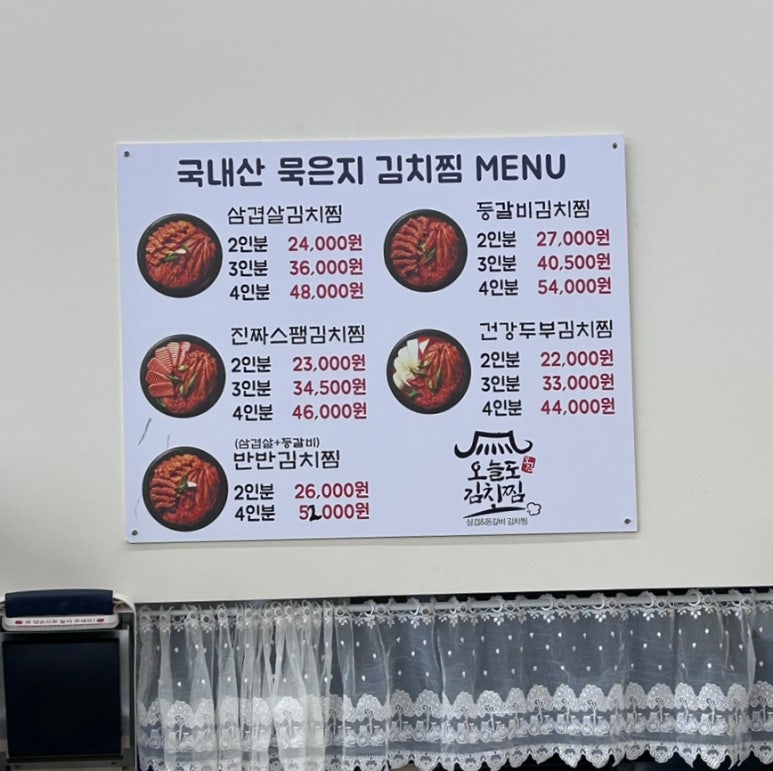 국내산 묵은지 김치찜 MENU
삼겹살김치찜
2인분 24,000원
3인분 36,000원
4인분 48,000원
등갈비김치찜
2인분 27,000원
3인분 40,500원
4인분 54,000원
진짜스팸김치찜
2인분 23,000원
3인분 34,500원
4인분 46,000원
건강두부김치찜
2인분 22,000원
3인분 33,000원
4인분 44,000원
(삼겹살+등갈비)
반반김치찜
2인분 26,000원
4인분 52,000원
오늘도
김치찜
삼겹&등갈비 김치찜